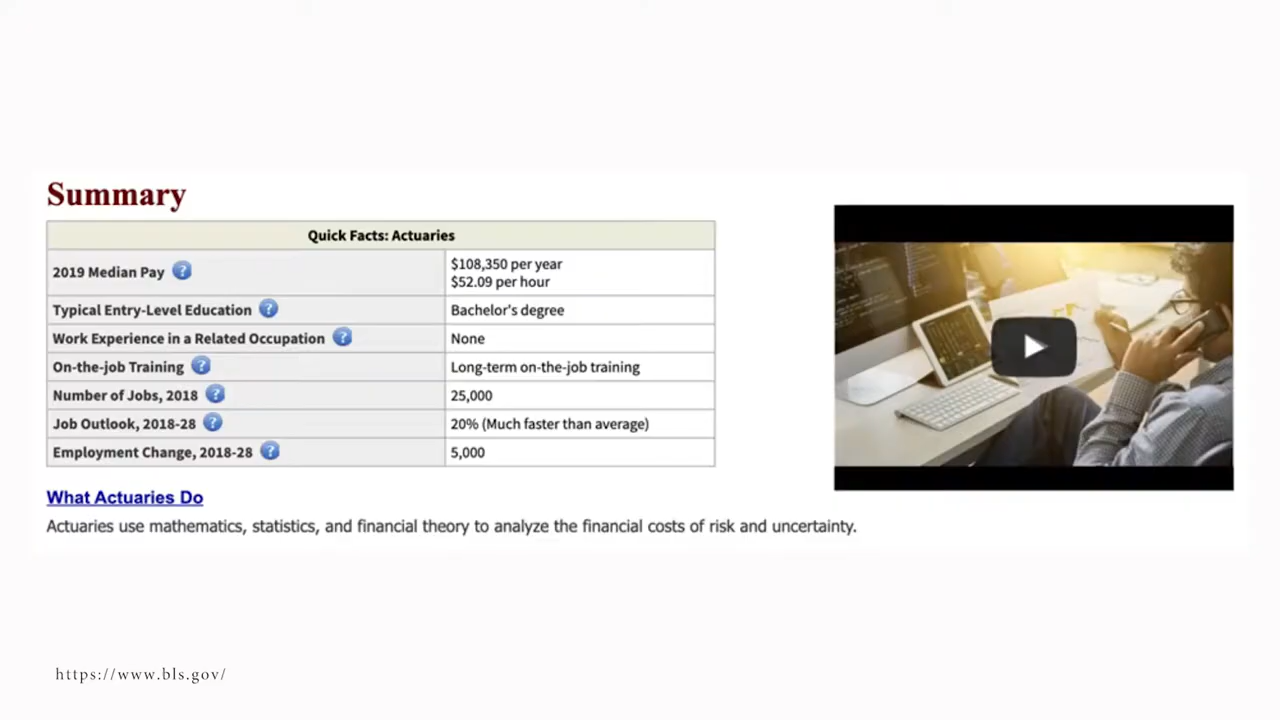 Summary
Quick Facts: Actuaries
2019 Median Pay ?
$108,350 per year
$52.09 per hour
Typical Entry-Level Education ?
Bachelor's degree
Work Experience in a Related Occupation ?
None
On-the-job Training ?
Long-term on-the-job training
Number of Jobs, 2018 ?
25,000
Job Outlook, 2018-28 ?
20% (Much faster than average)
Employment Change, 2018-28 ?
5,000
What Actuaries Do
Actuaries use mathematics, statistics, and financial theory to analyze the financial costs of risk and uncertainty.
https://www.bls.gov/